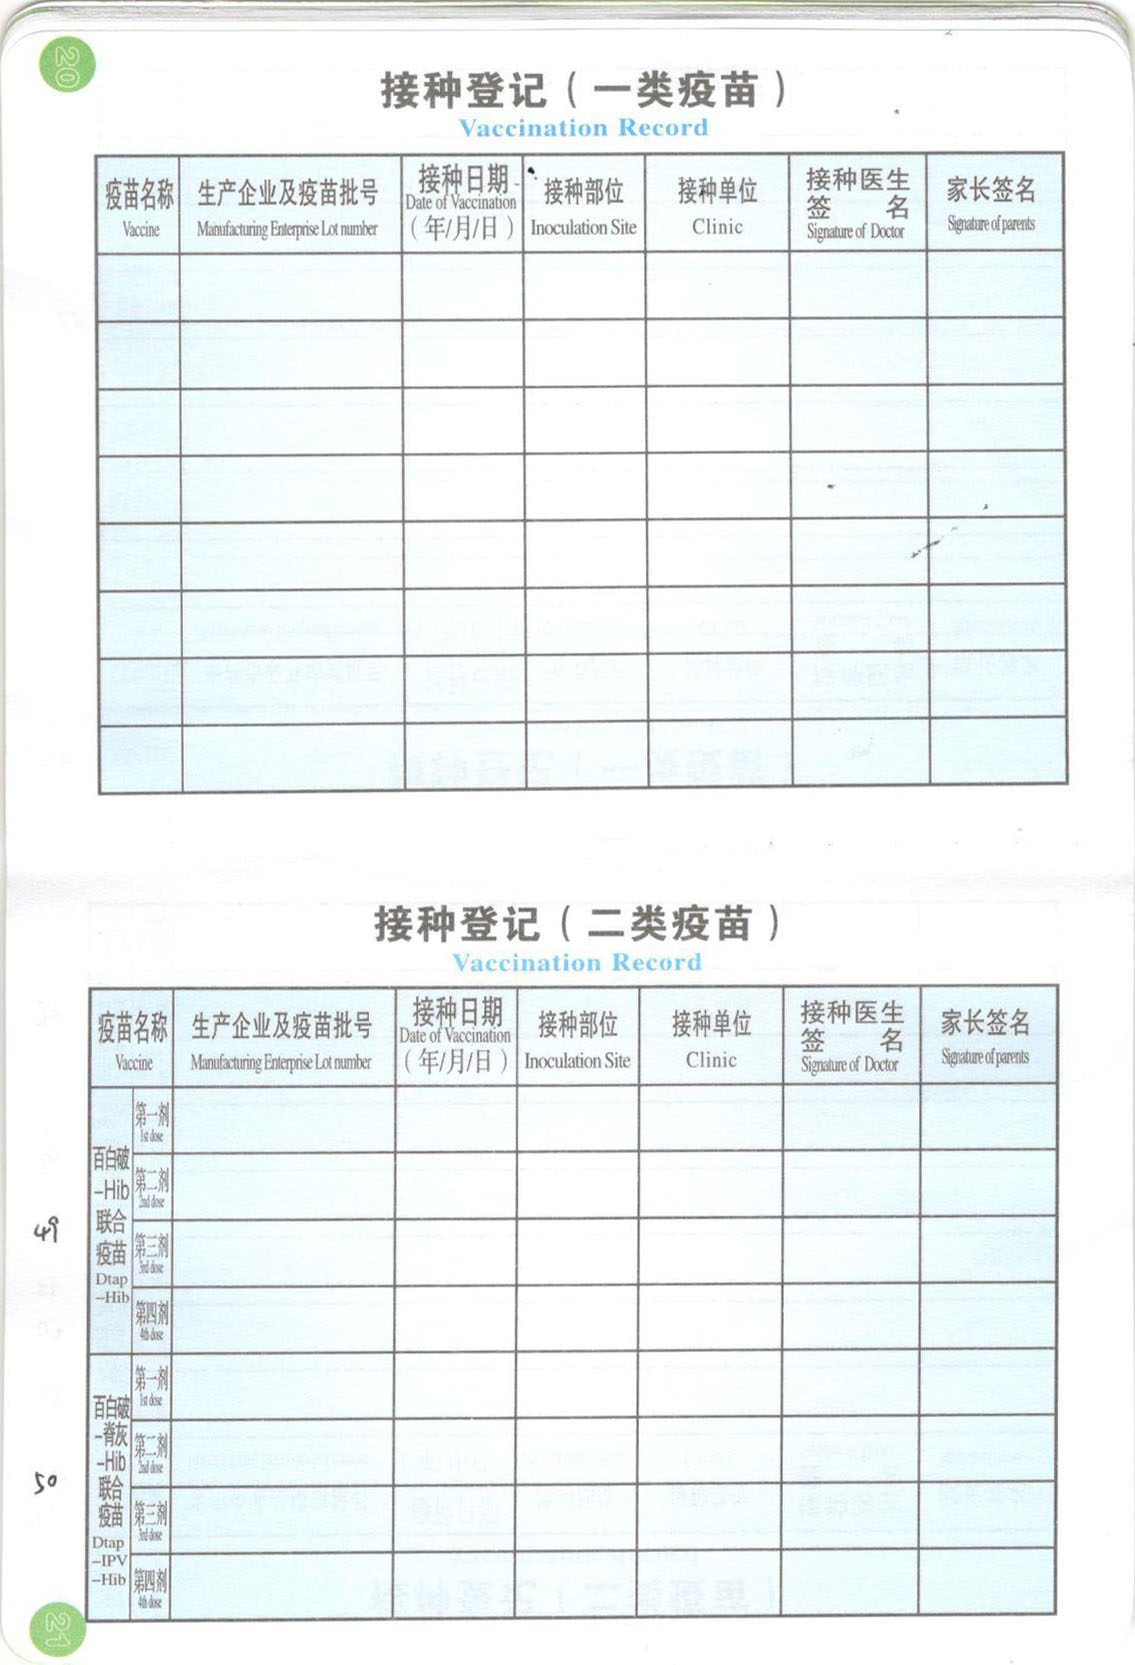 20
接种登记（一类疫苗）
Vaccination Record
疫苗名称
Vaccine
生产企业及疫苗批号
Manufacturing Enterprise Lot number
接种日期
Date of Vaccination
（年/月/日）
接种部位
Inoculation Site
接种单位
Clinic
接种医生
签 名
Signature of Doctor
家长签名
Signature of parents
接种登记（二类疫苗）
Vaccination Record
疫苗名称
Vaccine
生产企业及疫苗批号
Manufacturing Enterprise Lot number
接种日期
Date of Vaccination
（年/月/日）
接种部位
Inoculation Site
接种单位
Clinic
接种医生
签 名
Signature of Doctor
家长签名
Signature of parents
49
百白破
-Hib
联合
疫苗
Dtap
-Hib
第一剂
1st dose
第二剂
2nd dose
第三剂
3rd dose
第四剂
4th dose
50
百白破
-脊灰
-Hib
联合
疫苗
Dtap
-IPV
-Hib
第一剂
1st dose
第二剂
2nd dose
第三剂
3rd dose
第四剂
4th dose
21